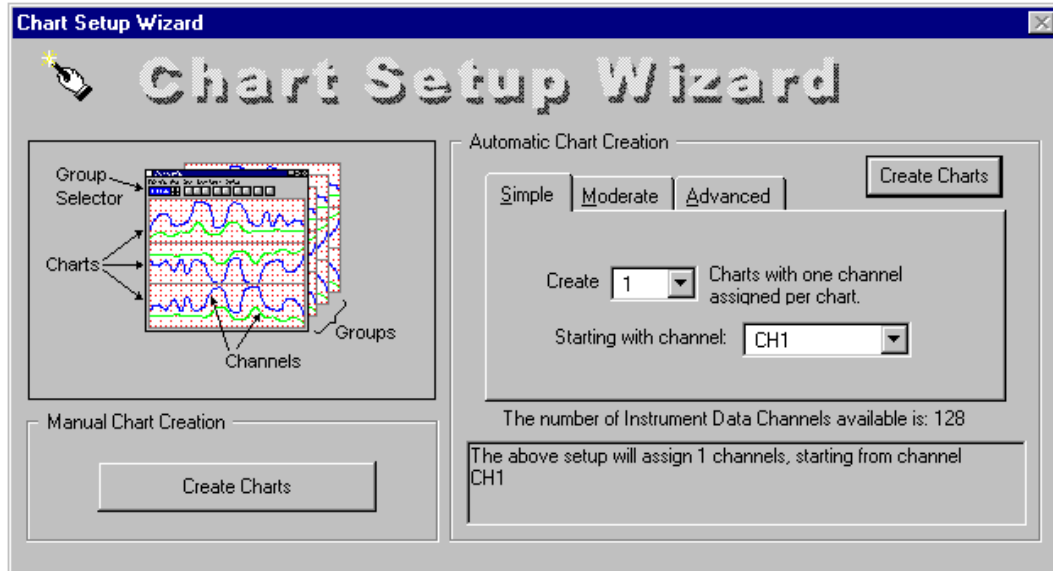 Chart Setup Wizard
Chart Setup Wizard
Group
Selector
Charts
Groups
Channels
Manual Chart Creation
Create Charts
Automatic Chart Creation
Create Charts
Simple
Moderate
Advanced
Create 1 Charts with one channel
assigned per chart.
Starting with channel: CH1
The number of Instrument Data Channels available is: 128
The above setup will assign 1 channels, starting from channel
CH1